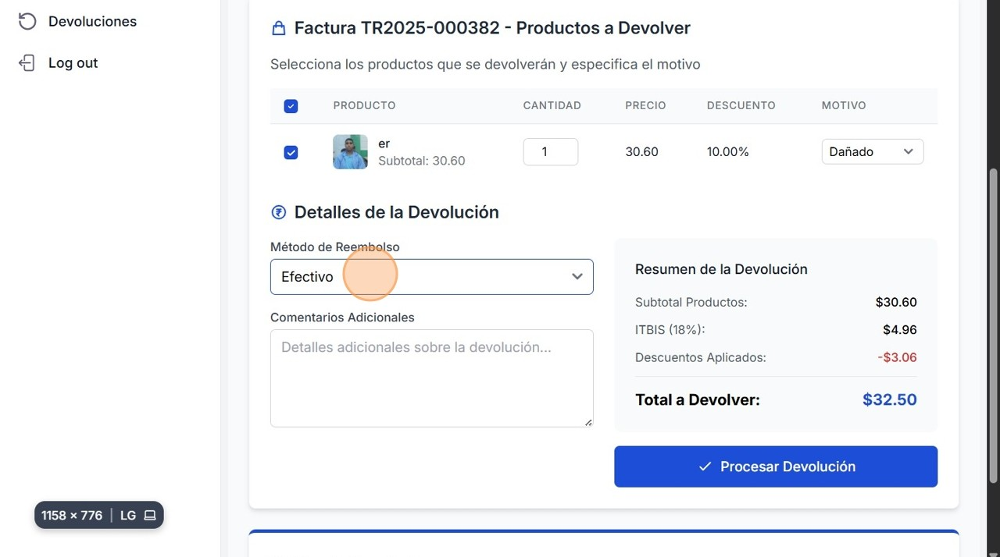 Devoluciones
Log out
Factura TR2025-000382 - Productos a Devolver
Selecciona los productos que se devolverán y especifica el motivo
PRODUCTO CANTIDAD PRECIO DESCUENTO MOTIVO
er
Subtotal: 30.60
1 30.60 10.00% Dañado
₹ Detalles de la Devolución
Método de Reembolso
Efectivo
Comentarios Adicionales
Detalles adicionales sobre la devolución...
Resumen de la Devolución
Subtotal Productos: $30.60
ITBIS (18%): $4.96
Descuentos Aplicados: -$3.06
Total a Devolver: $32.50
Procesar Devolución
1158 × 776 | LG